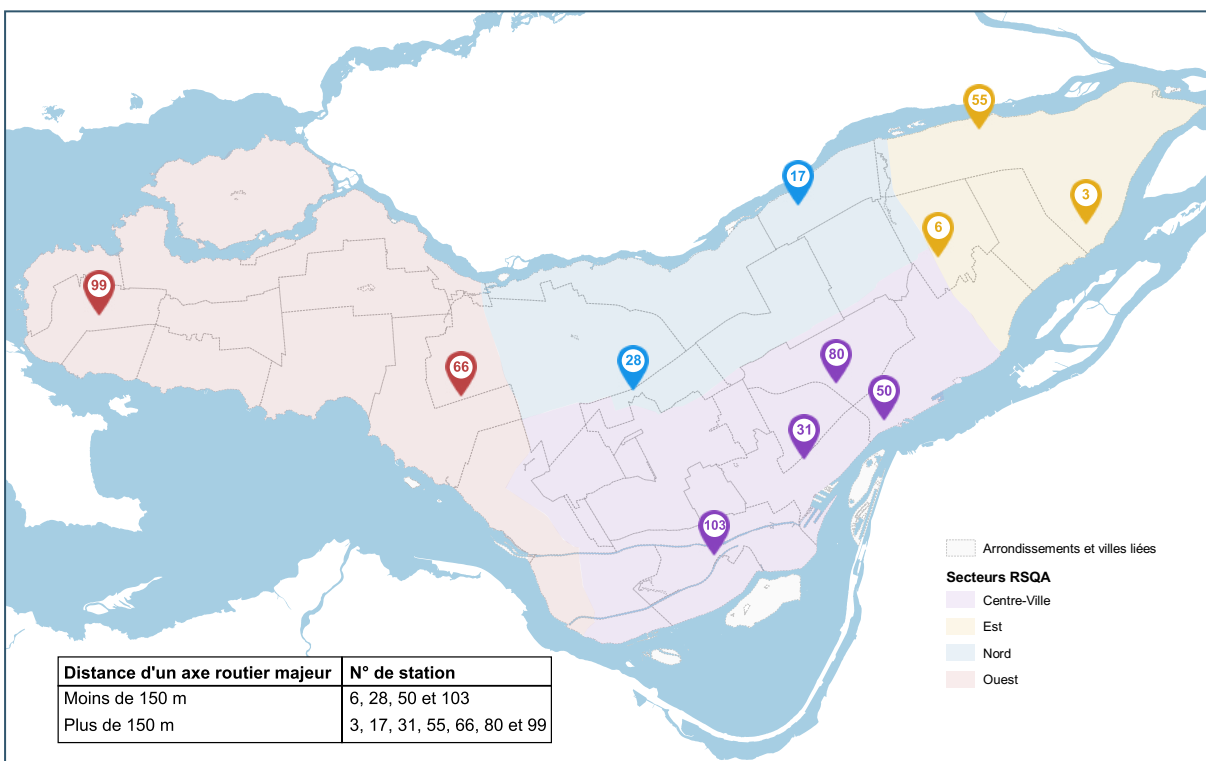 55
17
3
6
99
66
28
80
50
31
103
Arrondissements et villes liées
Secteurs RSQA
Centre-Ville
Est
Nord
Ouest
Distance d'un axe routier majeur N° de station
Moins de 150 m 6, 28, 50 et 103
Plus de 150 m 3, 17, 31, 55, 66, 80 et 99